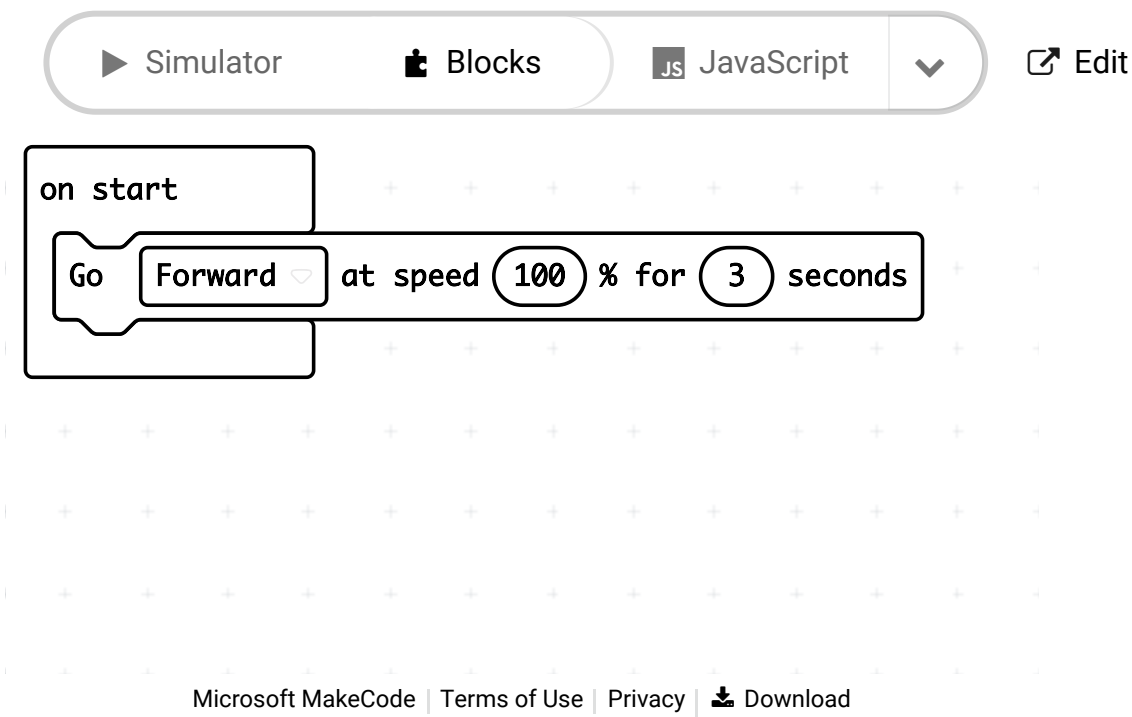 Simulator Blocks JS JavaScript Edit
on start
Go Forward at speed 100 % for 3 seconds
Microsoft MakeCode | Terms of Use | Privacy | Download